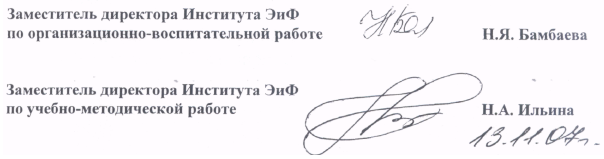 Заместитель директора Института ЭиФ
по организационно-воспитательной работе Н.Я. Бамбаева
Заместитель директора Института ЭиФ
по учебно-методической работе Н.А. Ильина
13.11.07г.